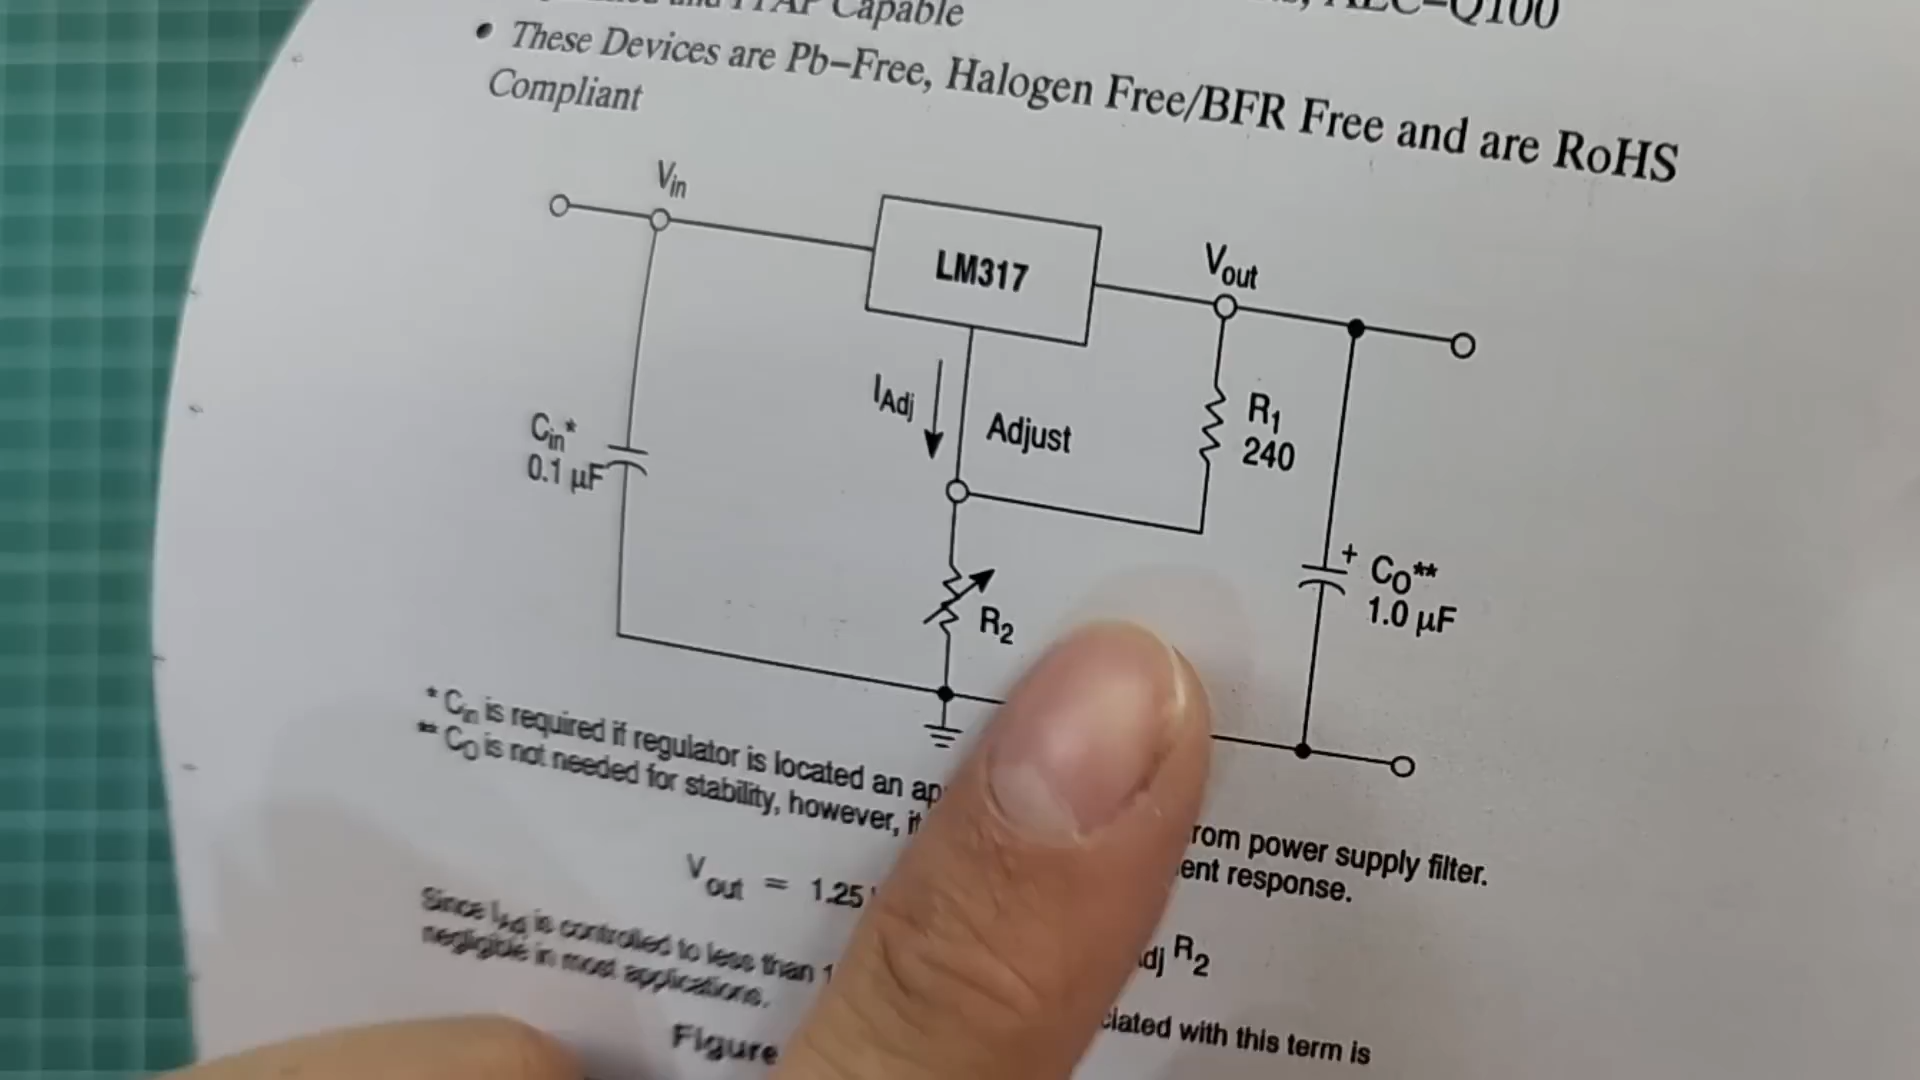 Capable
AEC–Q100
• These Devices are Pb–Free, Halogen Free/BFR Free and are RoHS
Compliant
Vin
LM317
Vout
IAdj
Adjust
R1
240
Cin*
0.1 µF
R2
+ CO**
1.0 µF
* Cin is required if regulator is located an rom power supply filter.
** CO is not needed for stability, however, it ent response.
Vout = 1.25 dj R2
Since IAdj is controlled to less than 1 ciated with this term is
negligible in most applications.
Figure